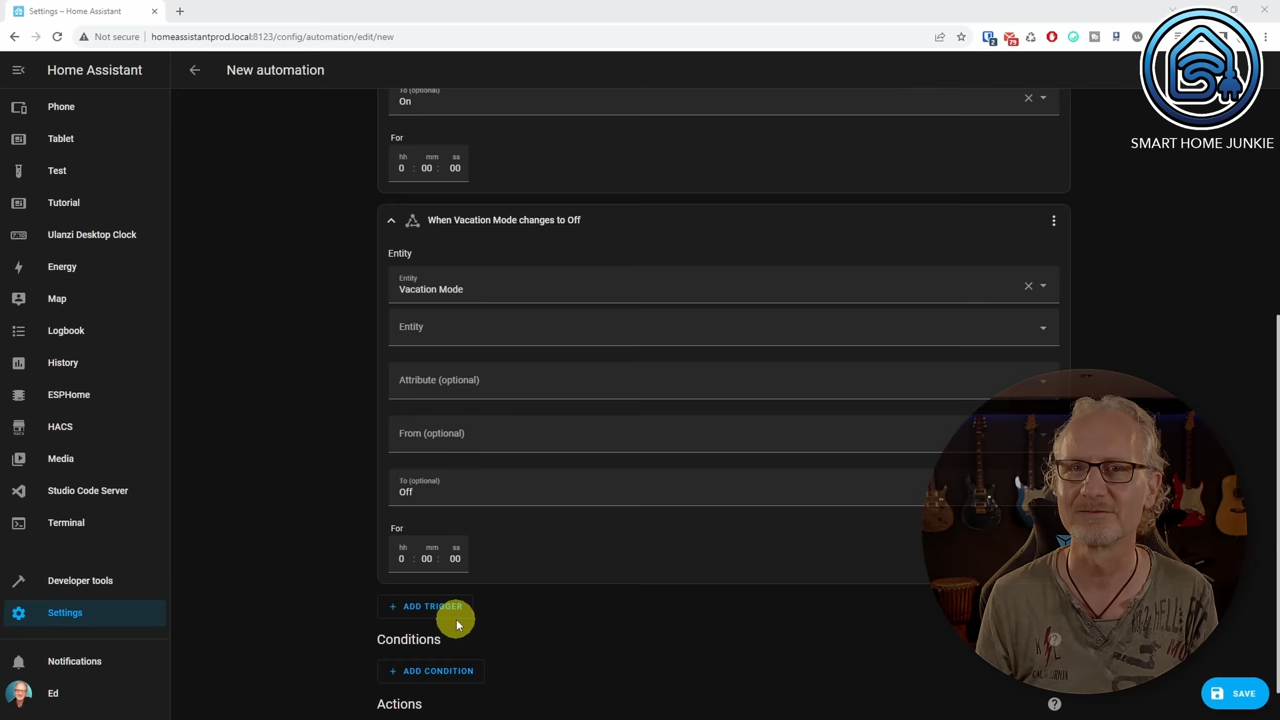 Settings – Home Assistant
Not secure
homeassistantprod.local:8123/config/automation/edit/new
2
79
Home Assistant
New automation
SMART HOME JUNKIE
Phone
Tablet
Test
Tutorial
Ulanzi Desktop Clock
Energy
Map
Logbook
History
ESPHome
HACS
Media
Studio Code Server
Terminal
Developer tools
Settings
Notifications
Ed
To (optional)
On
For
hh mm ss
0 : 00 : 00
When Vacation Mode changes to Off
Entity
Entity
Vacation Mode
Entity
Attribute (optional)
From (optional)
To (optional)
Off
For
hh mm ss
0 : 00 : 00
+ ADD TRIGGER
Conditions
+ ADD CONDITION
Actions
SAVE